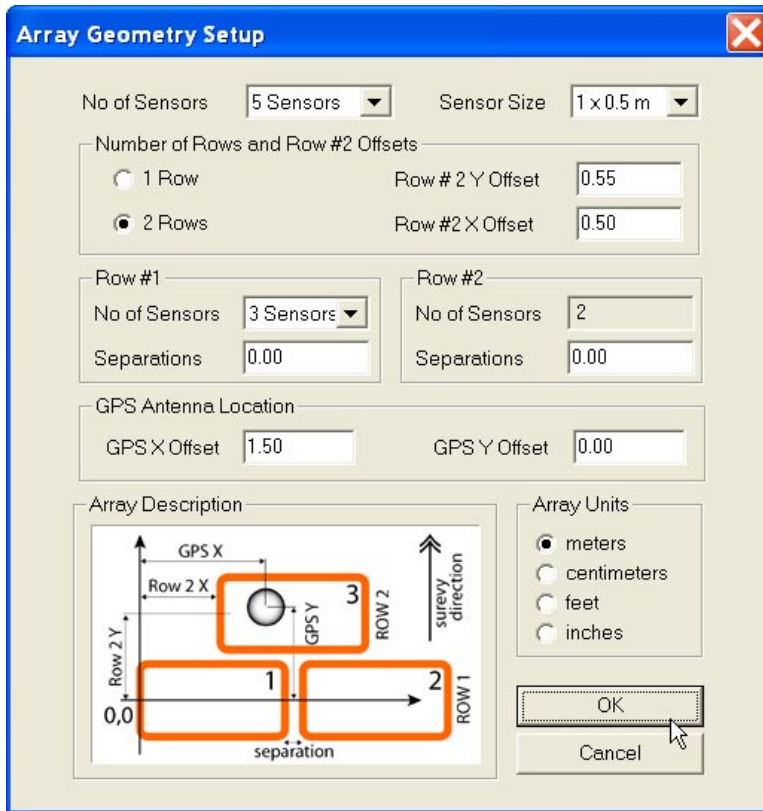 Array Geometry Setup
No of Sensors 5 Sensors Sensor Size 1 x 0.5 m
Number of Rows and Row #2 Offsets
1 Row Row # 2 Y Offset 0.55
2 Rows Row #2 X Offset 0.50
Row #1 Row #2
No of Sensors 3 Sensors No of Sensors 2
Separations 0.00 Separations 0.00
GPS Antenna Location
GPS X Offset 1.50 GPS Y Offset 0.00
Array Description Array Units
GPS X
Row 2 X
Row 2 Y
GPS Y
3
ROW 2
surevy direction
1
2
ROW 1
0,0
separation
meters
centimeters
feet
inches
OK
Cancel